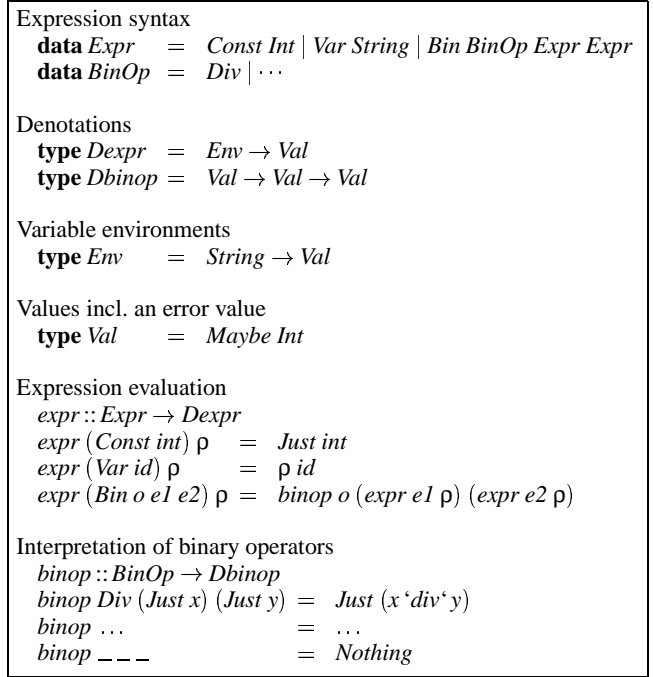 Expression syntax
data Expr = Const Int | Var String | Bin BinOp Expr Expr
data BinOp = Div | ···
Denotations
type Dexpr = Env → Val
type Dbinop = Val → Val → Val
Variable environments
type Env = String → Val
Values incl. an error value
type Val = Maybe Int
Expression evaluation
expr :: Expr → Dexpr
expr (Const int) ρ = Just int
expr (Var id) ρ = ρ id
expr (Bin o e1 e2) ρ = binop o (expr e1 ρ) (expr e2 ρ)
Interpretation of binary operators
binop :: BinOp → Dbinop
binop Div (Just x) (Just y) = Just (x ‘div‘ y)
binop ... = ...
binop _ _ _ = Nothing